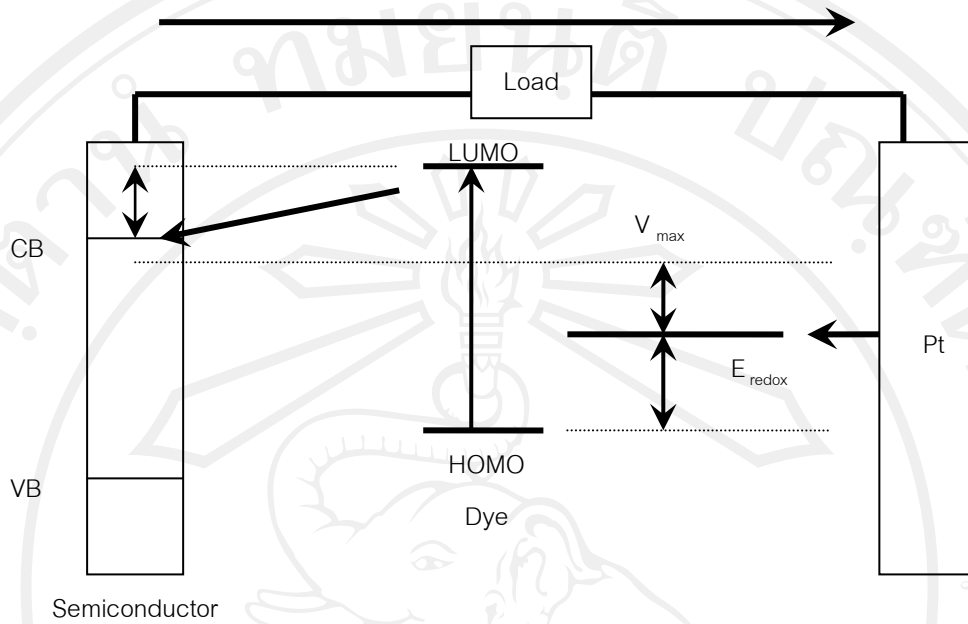 Load
LUMO
V max
CB
Pt
E redox
HOMO
VB
Dye
Semiconductor